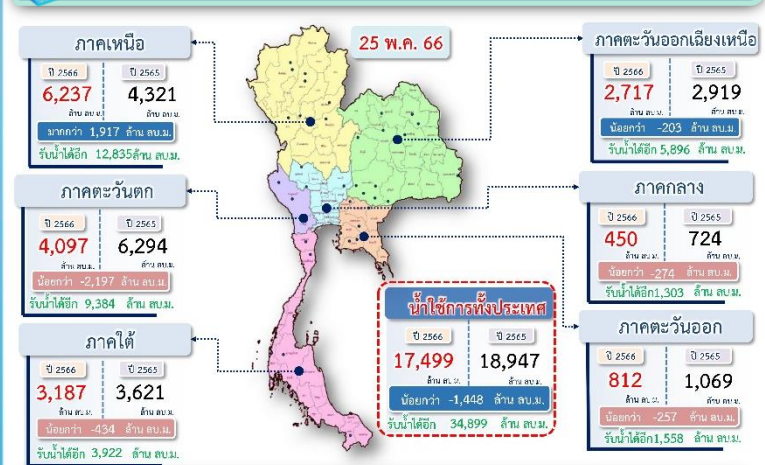 25 พ.ค. 66
ภาคเหนือ
ปี 2566 ปี 2565
6,237 4,321
ล้าน ลบ.ม. ล้าน ลบ.ม.
มากกว่า 1,917 ล้าน ลบ.ม.
รับน้ำได้อีก 12,835ล้าน ลบ.ม.
ภาคตะวันออกเฉียงเหนือ
ปี 2566 ปี 2565
2,717 2,919
ล้าน ลบ.ม. ล้าน ลบ.ม.
น้อยกว่า -203 ล้าน ลบ.ม.
รับน้ำได้อีก 5,896 ล้าน ลบ.ม.
ภาคตะวันตก
ปี 2566 ปี 2565
4,097 6,294
ล้าน ลบ.ม. ล้าน ลบ.ม.
น้อยกว่า -2,197 ล้าน ลบ.ม.
รับน้ำได้อีก 9,384 ล้าน ลบ.ม.
ภาคกลาง
ปี 2566 ปี 2565
450 724
ล้าน ลบ.ม. ล้าน ลบ.ม.
น้อยกว่า -274 ล้าน ลบ.ม.
รับน้ำได้อีก1,303 ล้าน ลบ.ม.
ภาคใต้
ปี 2566 ปี 2565
3,187 3,621
ล้าน ลบ.ม. ล้าน ลบ.ม.
น้อยกว่า -434 ล้าน ลบ.ม.
รับน้ำได้อีก 3,922 ล้าน ลบ.ม.
น้ำใช้การทั้งประเทศ
ปี 2566 ปี 2565
17,499 18,947
ล้าน ลบ.ม. ล้าน ลบ.ม.
น้อยกว่า -1,448 ล้าน ลบ.ม.
รับน้ำได้อีก 34,899 ล้าน ลบ.ม.
ภาคตะวันออก
ปี 2566 ปี 2565
812 1,069
ล้าน ลบ.ม. ล้าน ลบ.ม.
น้อยกว่า -257 ล้าน ลบ.ม.
รับน้ำได้อีก1,558 ล้าน ลบ.ม.